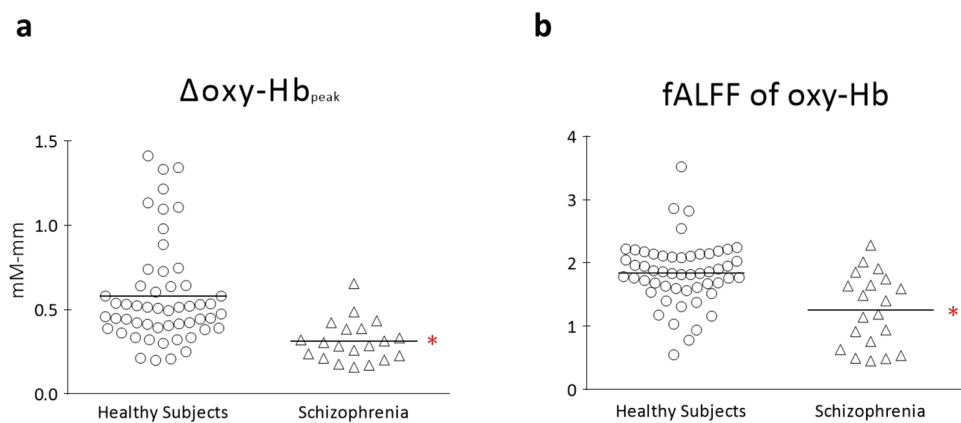 a
Δoxy-Hbpeak
mM-mm
1.5
1.0
0.5
0.0
*
Healthy Subjects
Schizophrenia
b
fALFF of oxy-Hb
4
3
2
1
0
*
Healthy Subjects
Schizophrenia